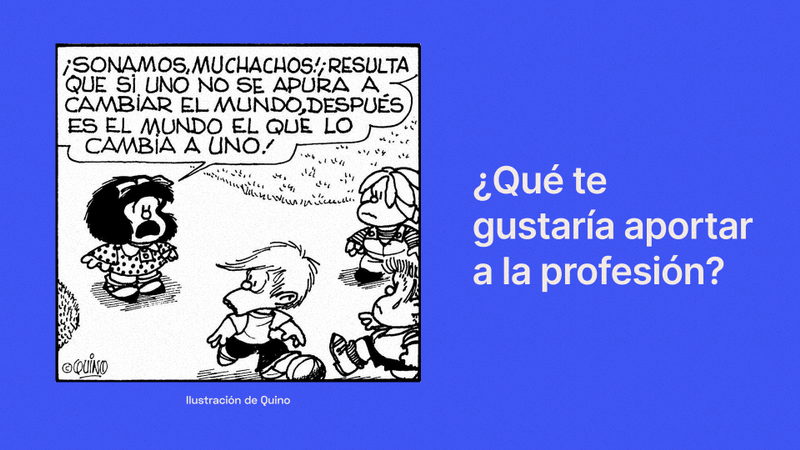 ¡SONAMOS, MUCHACHOS!¡RESULTA
QUE SI UNO NO SE APURA A
CAMBIAR EL MUNDO, DESPUÉS
ES EL MUNDO EL QUE LO
CAMBIA A UNO!
©QUINO
Ilustración de Quino
¿Qué te
gustaría aportar
a la profesión?